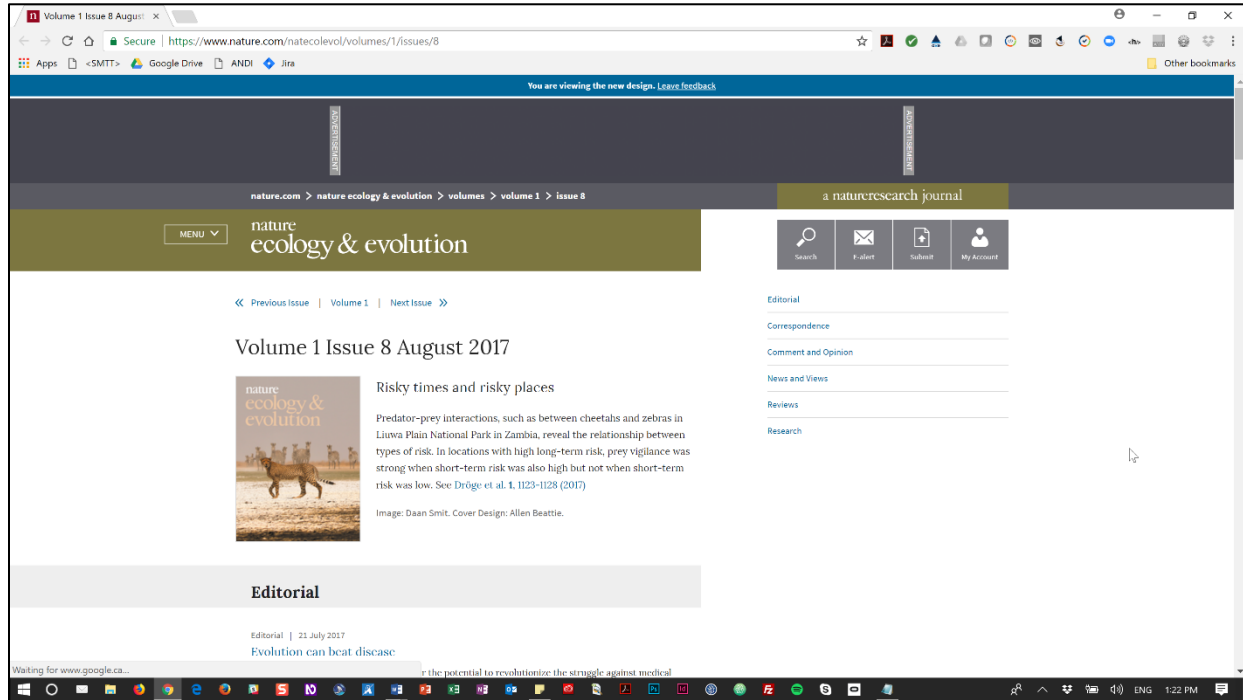 Volume 1 Issue 8 August
Secure | https://www.nature.com/natecolevol/volumes/1/issues/8
Apps <SMTT> Google Drive ANDI Jira Other bookmarks
You are viewing the new design. Leave feedback
ADVERTISEMENT
ADVERTISEMENT
nature.com > nature ecology & evolution > volumes > volume 1 > issue 8
a natureresearch journal
MENU
nature
ecology & evolution
Search E-alert Submit My Account
Previous Issue | Volume 1 | Next Issue
Volume 1 Issue 8 August 2017
nature
ecology &
evolution
Risky times and risky places
Predator-prey interactions, such as between cheetahs and zebras in
Liuwa Plain National Park in Zambia, reveal the relationship between
types of risk. In locations with high long-term risk, prey vigilance was
strong when short-term risk was also high but not when short-term
risk was low. See Dröge et al. 1, 1123-1128 (2017)
Image: Daan Smit. Cover Design: Allen Beattie.
Editorial
Correspondence
Comment and Opinion
News and Views
Reviews
Research
Editorial
Editorial | 21 July 2017
Evolution can beat disease
r the potential to revolutionize the struggle against medical
Waiting for www.google.ca...
ENG 1:22 PM